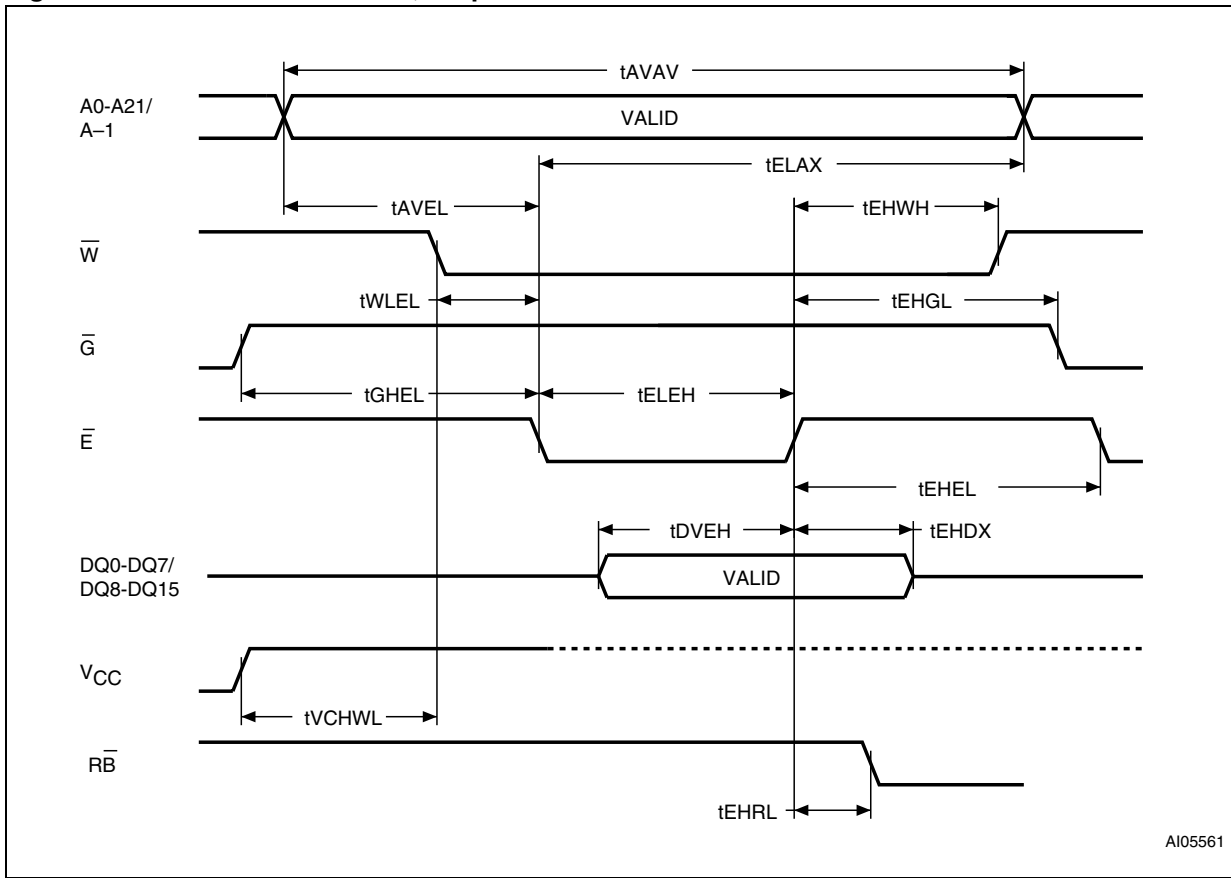 tAVAV
A0-A21/
A–1
VALID
tELAX
tAVEL
tEHWH
W̅
tWLEL
tEHGL
G̅
tGHEL
tELEH
E̅
tEHEL
tDVEH
tEHDX
DQ0-DQ7/
DQ8-DQ15
VALID
VCC
tVCHWL
RB̅
tEHRL
AI05561